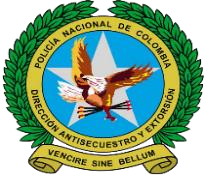 POLICÍA NACIONAL DE COLOMBIA
DIRECCIÓN ANTISECUESTRO Y EXTORSIÓN
VENCIRE SINE BELLUM